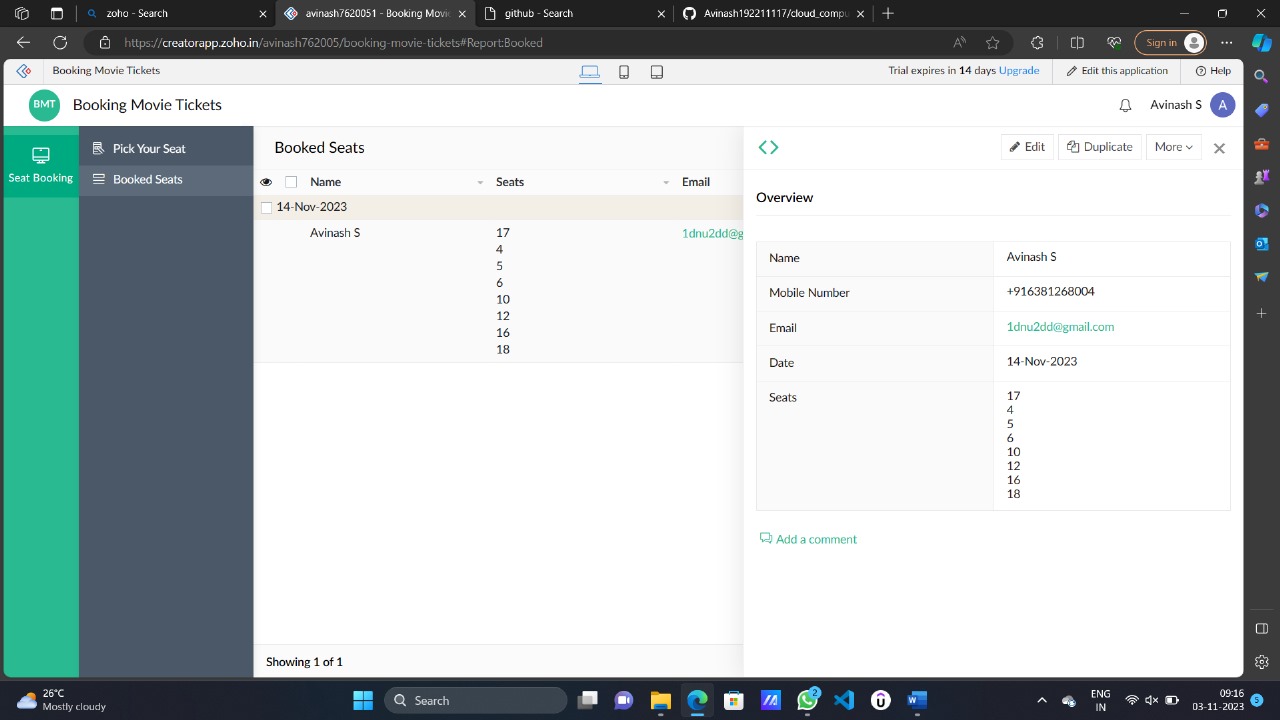 zoho - Search
avinash7620051 - Booking Movi
github - Search
Avinash192211117/cloud_compu
https://creatorapp.zoho.in/avinash762005/booking-movie-tickets#Report:Booked
Sign in
Booking Movie Tickets
Trial expires in 14 days Upgrade
Edit this application
Help
BMT
Booking Movie Tickets
Avinash S
A
Seat Booking
Pick Your Seat
Booked Seats
Booked Seats
Name
Seats
Email
14-Nov-2023
Avinash S
17
1dnu2dd@g
4
5
6
10
12
16
18
Showing 1 of 1
Edit
Duplicate
More
Overview
Name
Avinash S
Mobile Number
+916381268004
Email
1dnu2dd@gmail.com
Date
14-Nov-2023
Seats
17
4
5
6
10
12
16
18
Add a comment
26°C
Mostly cloudy
Search
2
ENG
IN
09:16
03-11-2023
5